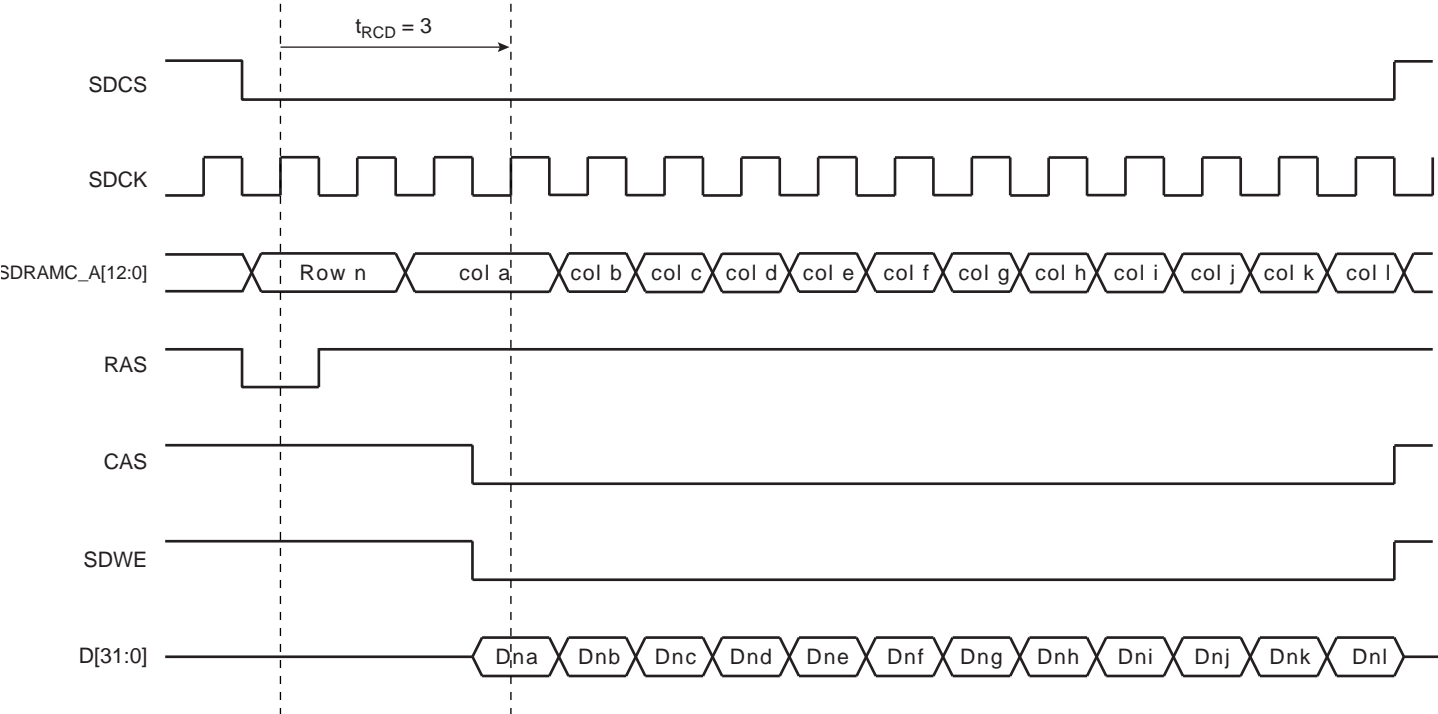 tRCD = 3
SDCS
SDCK
SDRAMC_A[12:0] Row n col a col b col c col d col e col f col g col h col i col j col k col l
RAS
CAS
SDWE
D[31:0] Dna Dnb Dnc Dnd Dne Dnf Dng Dnh Dni Dnj Dnk Dnl